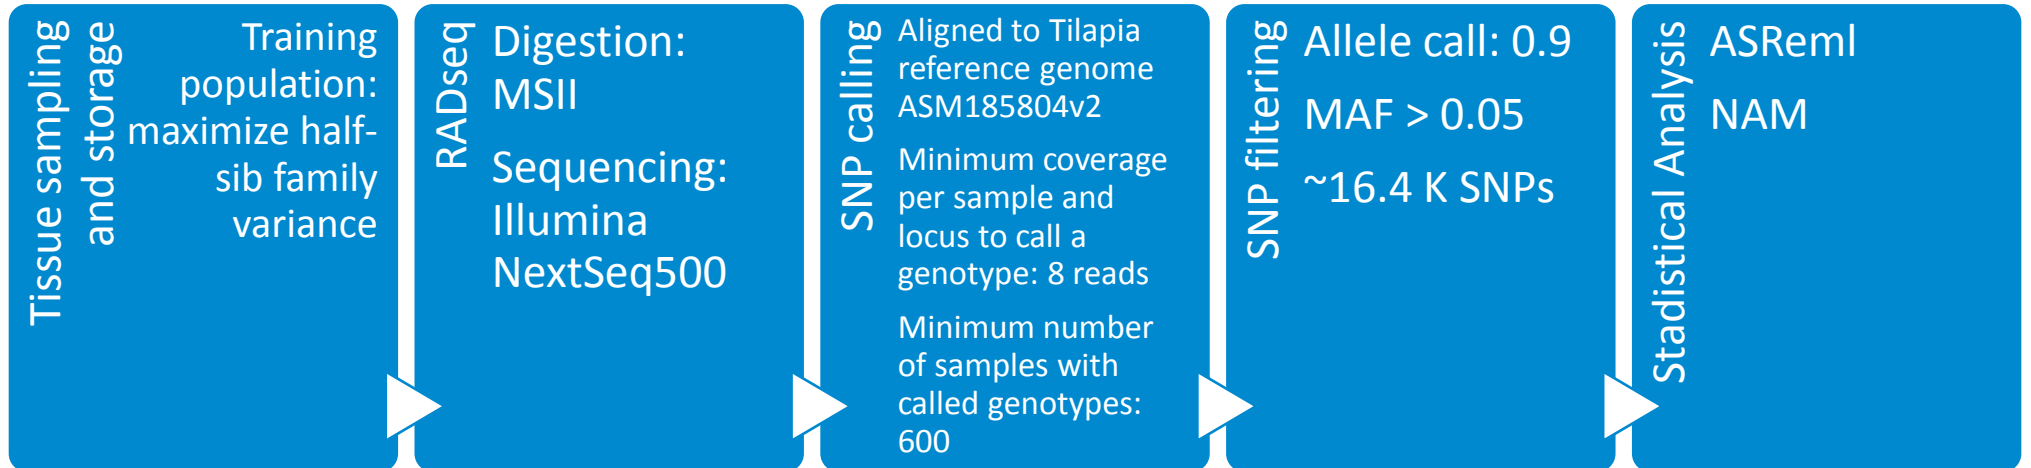 Tissue sampling
and storage
Training
population:
maximize half-
sib family
variance
RADseq
Digestion:
MSII
Sequencing:
Illumina
NextSeq500
SNP calling
Aligned to Tilapia
reference genome
ASM185804v2
Minimum coverage
per sample and
locus to call a
genotype: 8 reads
Minimum number
of samples with
called genotypes:
600
SNP filtering
Allele call: 0.9
MAF > 0.05
~16.4 K SNPs
Stadistical Analysis
ASReml
NAM